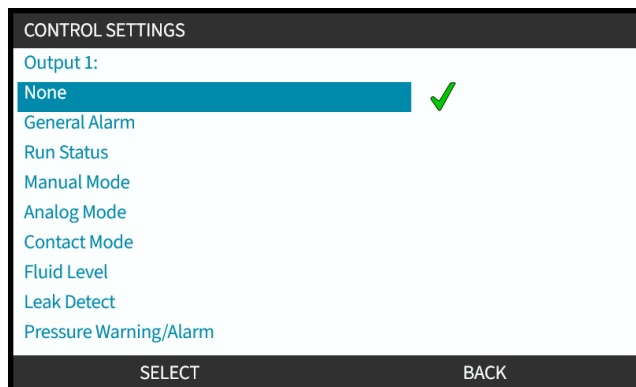 CONTROL SETTINGS
Output 1:
None
General Alarm
Run Status
Manual Mode
Analog Mode
Contact Mode
Fluid Level
Leak Detect
Pressure Warning/Alarm
SELECT BACK